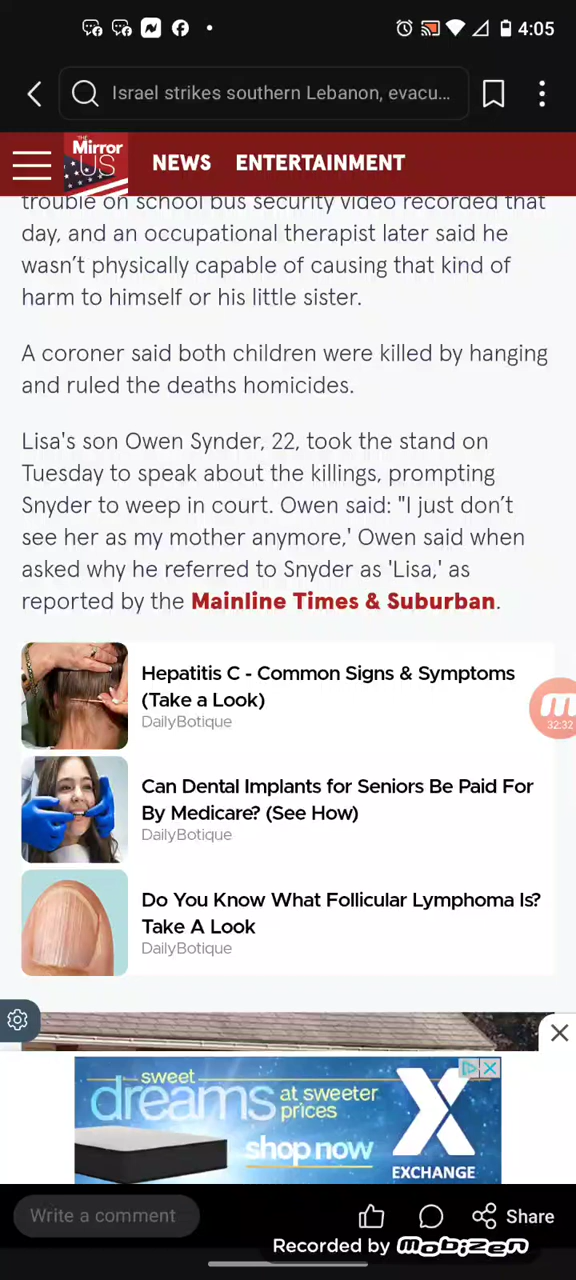 4:05
Israel strikes southern Lebanon, evacu...
THE
Mirror
US
NEWS ENTERTAINMENT
trouble on school bus security video recorded that
day, and an occupational therapist later said he
wasn’t physically capable of causing that kind of
harm to himself or his little sister.
A coroner said both children were killed by hanging
and ruled the deaths homicides.
Lisa's son Owen Synder, 22, took the stand on
Tuesday to speak about the killings, prompting
Snyder to weep in court. Owen said: "I just don’t
see her as my mother anymore,' Owen said when
asked why he referred to Snyder as 'Lisa,' as
reported by the Mainline Times & Suburban.
Hepatitis C - Common Signs & Symptoms
(Take a Look)
DailyBotique
32:32
Can Dental Implants for Seniors Be Paid For
By Medicare? (See How)
DailyBotique
Do You Know What Follicular Lymphoma Is?
Take A Look
DailyBotique
sweet
dreams at sweeter
prices
shop now
X
EXCHANGE
Write a comment
Share
Recorded by mobizen